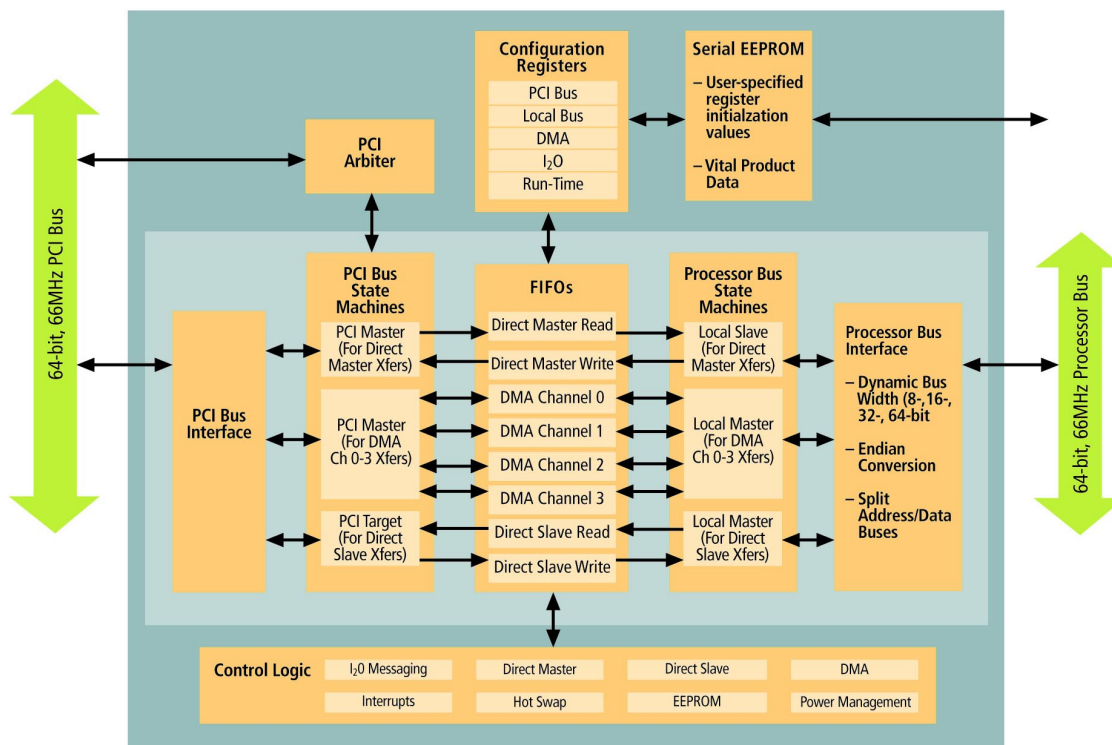 64-bit, 66MHz PCI Bus
PCI
Arbiter
Configuration
Registers
PCI Bus
Local Bus
DMA
I₂O
Run-Time
Serial EEPROM
– User-specified
register
initialzation
values
– Vital Product
Data
PCI Bus
Interface
PCI Bus
State
Machines
PCI Master
(For Direct
Master Xfers)
PCI Master
(For DMA
Ch 0-3 Xfers)
PCI Target
(For Direct
Slave Xfers)
FIFOs
Direct Master Read
Direct Master Write
DMA Channel 0
DMA Channel 1
DMA Channel 2
DMA Channel 3
Direct Slave Read
Direct Slave Write
Processor Bus
State
Machines
Local Slave
(For Direct
Master Xfers)
Local Master
(For DMA
Ch 0-3 Xfers)
Local Master
(For Direct
Slave Xfers)
Processor Bus
Interface
– Dynamic Bus
Width (8-,16-,
32-, 64-bit
– Endian
Conversion
– Split
Address/Data
Buses
64-bit, 66MHz Processor Bus
Control Logic
I₂0 Messaging
Direct Master
Direct Slave
DMA
Interrupts
Hot Swap
EEPROM
Power Management